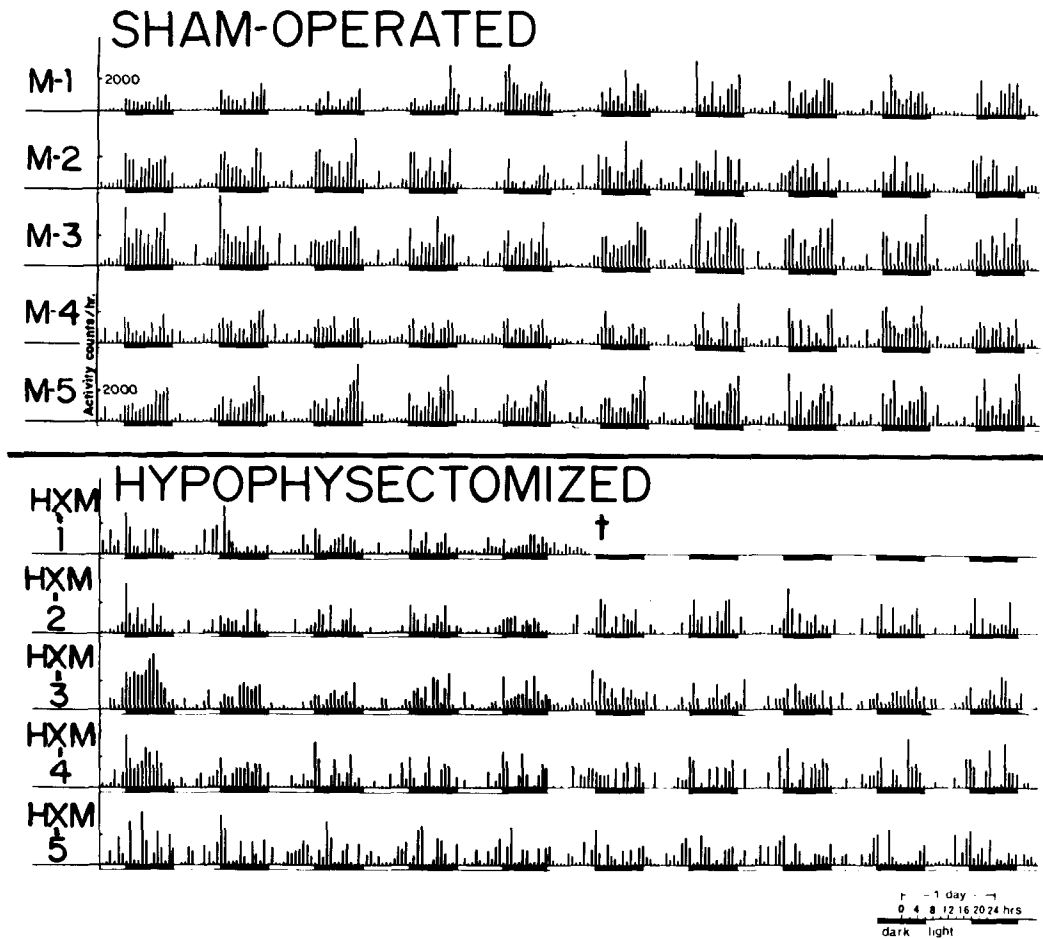 SHAM-OPERATED
M-1
2000
M-2
M-3
M-4
Activity counts/hr.
M-5
2000
HYPOPHYSECTOMIZED
HXM
1
†
HXM
2
HXM
3
HXM
4
HXM
5
1 day
0 4 8 12 16 20 24 hrs
dark light